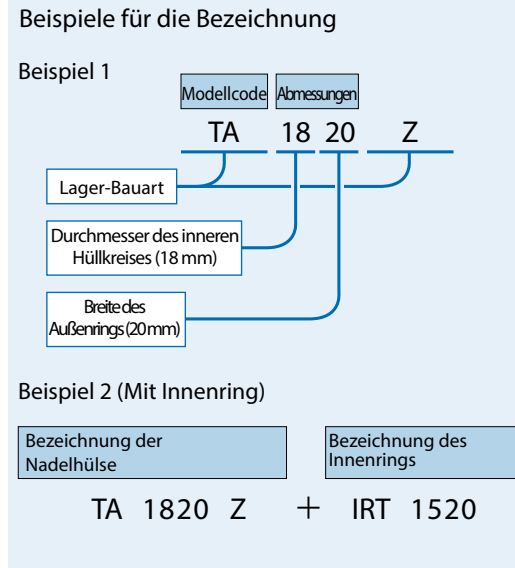 Beispiele für die Bezeichnung
Beispiel 1
Modellcode Abmessungen
TA 18 20 Z
Lager-Bauart
Durchmesser des inneren
Hüllkreises (18 mm)
Breite des
Außenrings (20 mm)
Beispiel 2 (Mit Innenring)
Bezeichnung der
Nadelhülse
Bezeichnung des
Innenrings
TA 1820 Z + IRT 1520